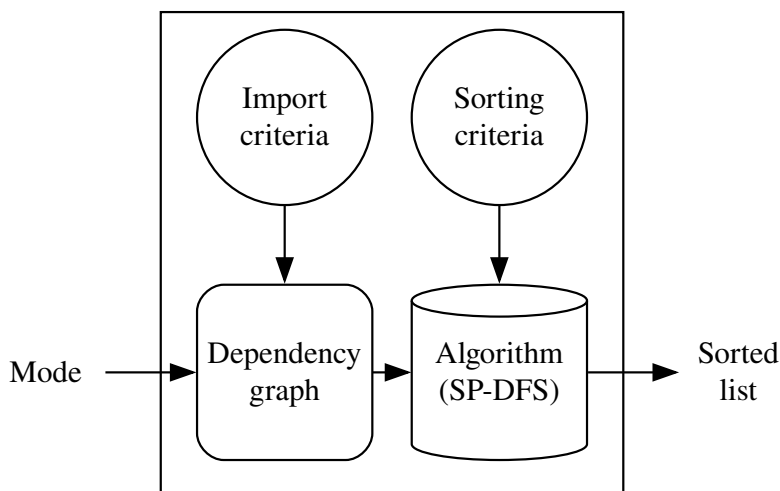 Import
criteria
Sorting
criteria
Mode
Dependency
graph
Algorithm
(SP-DFS)
Sorted
list